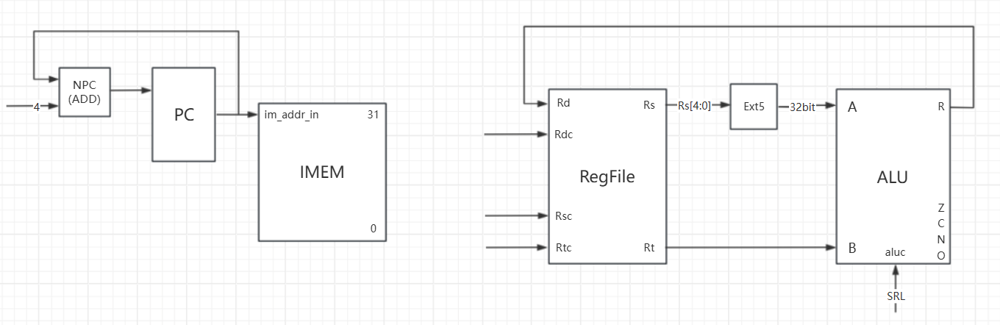 NPC
(ADD)
4
PC
im_addr_in
31
IMEM
0
Rd
Rs
Rdc
RegFile
Rsc
Rtc
Rt
Rs[4:0]
Ext5
32bit
A
R
ALU
Z
C
N
O
B
aluc
SRL